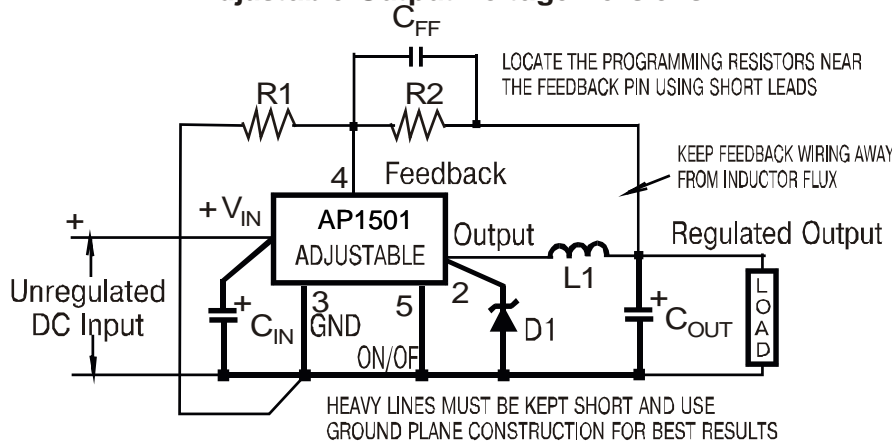 C_FF
LOCATE THE PROGRAMMING RESISTORS NEAR
THE FEEDBACK PIN USING SHORT LEADS
R1
R2
KEEP FEEDBACK WIRING AWAY
FROM INDUCTOR FLUX
4
Feedback
+
+V_IN
AP1501
ADJUSTABLE
Output
Regulated Output
L1
Unregulated
DC Input
+
C_IN
3
GND
5
ON/OF
2
D1
+
C_OUT
LOAD
HEAVY LINES MUST BE KEPT SHORT AND USE
GROUND PLANE CONSTRUCTION FOR BEST RESULTS